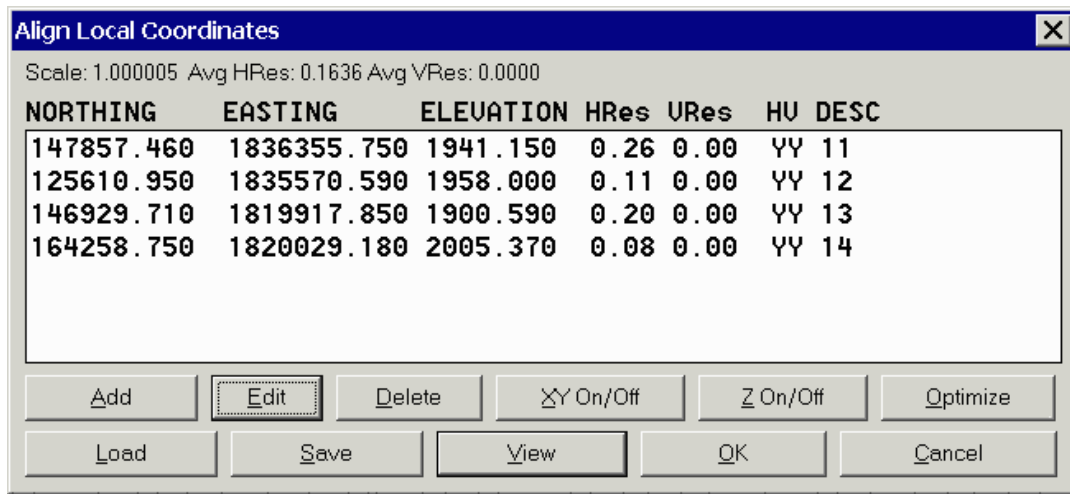 Align Local Coordinates
Scale: 1.000005 Avg HRes: 0.1636 Avg VRes: 0.0000
NORTHING EASTING ELEVATION HRes VRes HV DESC
147857.460 1836355.750 1941.150 0.26 0.00 YY 11
125610.950 1835570.590 1958.000 0.11 0.00 YY 12
146929.710 1819917.850 1900.590 0.20 0.00 YY 13
164258.750 1820029.180 2005.370 0.08 0.00 YY 14
Add Edit Delete XY On/Off Z On/Off Optimize
Load Save View OK Cancel